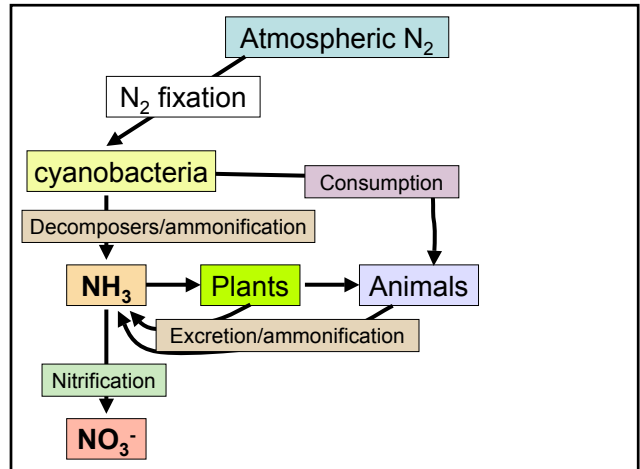 Atmospheric N₂
N₂ fixation
cyanobacteria
Consumption
Decomposers/ammonification
NH₃
Plants
Animals
Excretion/ammonification
Nitrification
NO₃⁻